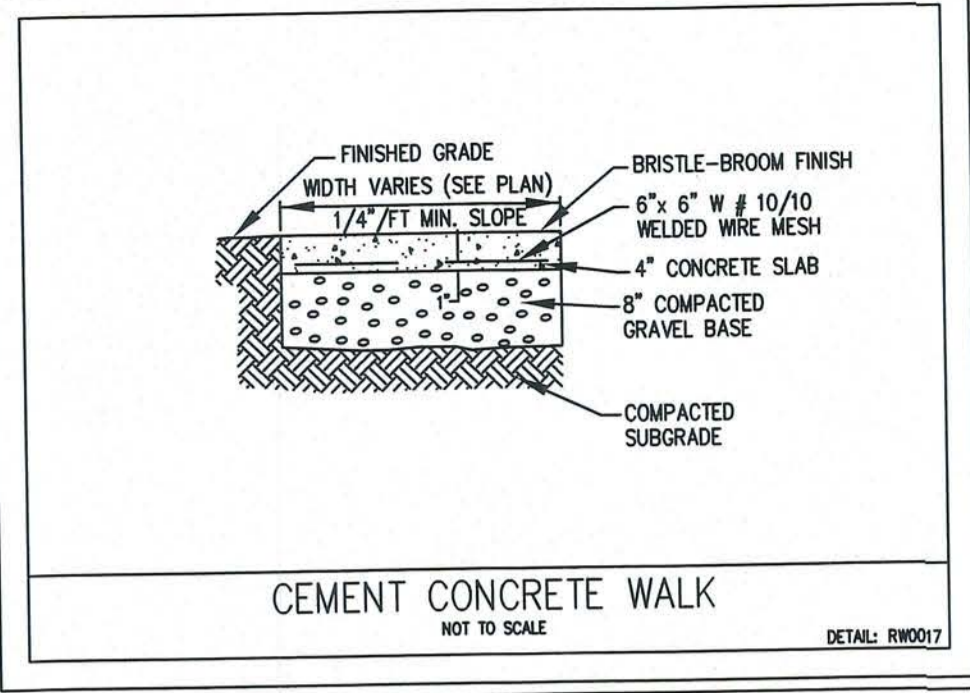 FINISHED GRADE
WIDTH VARIES (SEE PLAN)
1/4"/FT MIN. SLOPE
BRISTLE-BROOM FINISH
6"x 6" W # 10/10
WELDED WIRE MESH
4" CONCRETE SLAB
1"
8" COMPACTED
GRAVEL BASE
COMPACTED
SUBGRADE
CEMENT CONCRETE WALK
NOT TO SCALE
DETAIL: RW0017